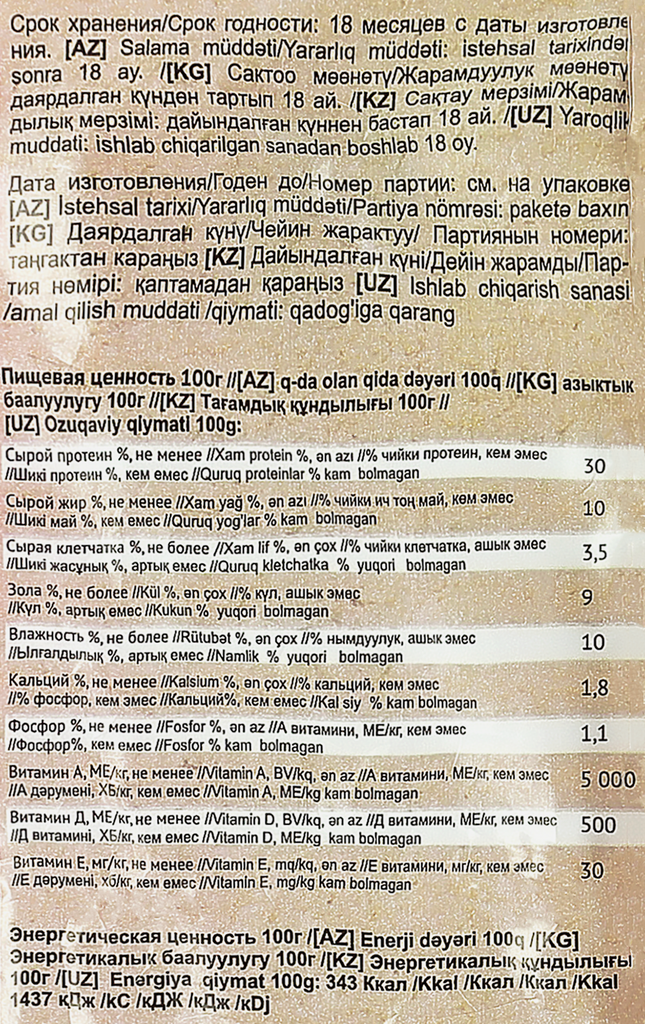 Срок хранения/Срок годности: 18 месяцев с даты изготовле
ния. [AZ] Salama müddəti/Yararlıq müddəti: istehsal tarixindəi
sonra 18 ay. /[KG] Сактоо мөөнөтү/Жарамдуулук мөөнөтү
даярдалган күндөн тартып 18 ай. /[KZ] Сақтау мерзімі/Жарам
дылық мерзімі: дайындалған күннен бастап 18 ай. /[UZ] Yaroqlik
muddati: ishlab chiqarilgan sanadan boshlab 18 oy.
Дата изготовления/Годен до/Номер партии: см. на упаковке
[AZ] İstehsal tarixi/Yararlıq müddəti/Partiya nömrəsi: paketə baxın
[KG] Даярдалган күнү/Чейин жарактуу/ Партиянын номери:
таңгактан караңыз [KZ] Дайындалған күні/Дейін жарамды/Пар-
тия нөмірі: қаптамадан қараңыз [UZ] Ishlab chiqarish sanasi
/amal qilish muddati /qiymati: qadog'iga qarang
Пищевая ценность 100г //[AZ] q-da olan qida dəyəri 100q //[KG] азыктык
баалуулугу 100г //[KZ] Тағамдық құндылығы 100г //
[UZ] Ozuqaviy qiymati 100g:
Сырой протеин %, не менее //Xam protein %, ən azı //% чийки протеин, кем эмес
//Шикі протеин %, кем емес //Quruq proteinlar % kam bolmagan 30
Сырой жир %, не менее //Xam yağ %, ən azı //% чийки ич тоң май, көм эмес
//Шикі май %, кем емес //Quruq yog'lar % kam bolmagan 10
Сырая клетчатка %, не более //Xam lif %, ən çox //% чийки клетчатка, ашык эмес
//Шикі жасұнық %, артық емес //Quruq kletchatka % yuqori bolmagan 3,5
Зола %, не более //Kül %, ən çox //% күл, ашык эмес
//Күл %, артық емес //Kukun % yuqori bolmagan 9
Влажность %, не более //Rütubət %, ən çox //% нымдуулук, ашык эмес
//Ылғалдылық %, артық емес //Namlik % yuqori bolmagan 10
Кальций %, не менее //Kalsium %, ən çox //% кальций, көм эмес
//% фосфор, кем эмес //Кальций%, кем емес //Kal siy % kam bolmagan 1,8
Фосфор %, не менее //Fosfor %, ən az //А витамини, МЕ/кг, кем эмес
//Фосфор%, кем емес //Fosfor % kam bolmagan 1,1
Витамин А, МЕ/кг, не менее //Vitamin A, BV/kq, ən az //А витамини, МЕ/кг, кем эмес
//А дәрумені, ХБ/кг, кем емес //Vitamin A, ME/kg kam bolmagan 5 000
Витамин Д, МЕ/кг, не менее //Vitamin D, BV/kq, ən az //Д витамини, МЕ/кг, кем эмес
//Д витамині, ХБ/кг, кем емес //Vitamin D, ME/kg kam bolmagan 500
Витамин Е, мг/кг, не менее //Vitamin E, mq/kq, ən az //Е витамини, мг/кг, кем эмес
//Е дәрумені, хб/кг, кем емес //Vitamin E, mg/kg kam bolmagan 30
Энергетическая ценность 100г /[AZ] Enerji dəyəri 100q /[KG]
Энергетикалык баалуулугу 100г /[KZ] Энергетикалық құндылығы
100г /[UZ] Energiya qiymat 100g: 343 Ккал /Kkal /Ккал /Ккал /Kkal
1437 кДж /kC /кДЖ /кДж /кDj